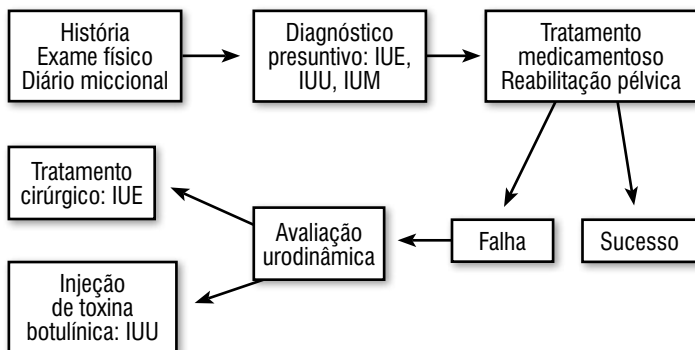 História
Exame físico
Diário miccional
Diagnóstico
presuntivo: IUE,
IUU, IUM
Tratamento
medicamentoso
Reabilitação pélvica
Tratamento
cirúrgico: IUE
Avaliação
urodinâmica
Falha
Sucesso
Injeção
de toxina
botulínica: IUU